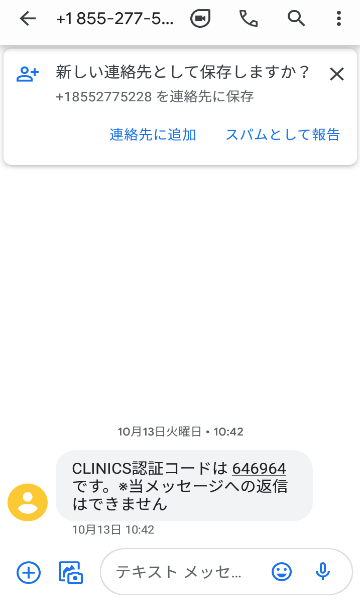 +1 855-277-5...
新しい連絡先として保存しますか？
+18552775228 を連絡先に保存
連絡先に追加 スパムとして報告
10月13日火曜日 • 10:42
CLINICS認証コードは 646964
です。※当メッセージへの返信
はできません
10月13日 10:42
テキスト メッセ...